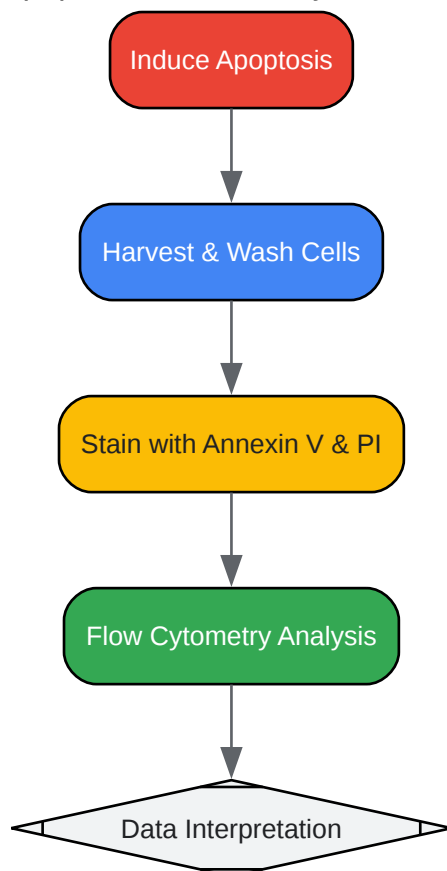 Induce Apoptosis
Harvest & Wash Cells
Stain with Annexin V & PI
Flow Cytometry Analysis
Data Interpretation